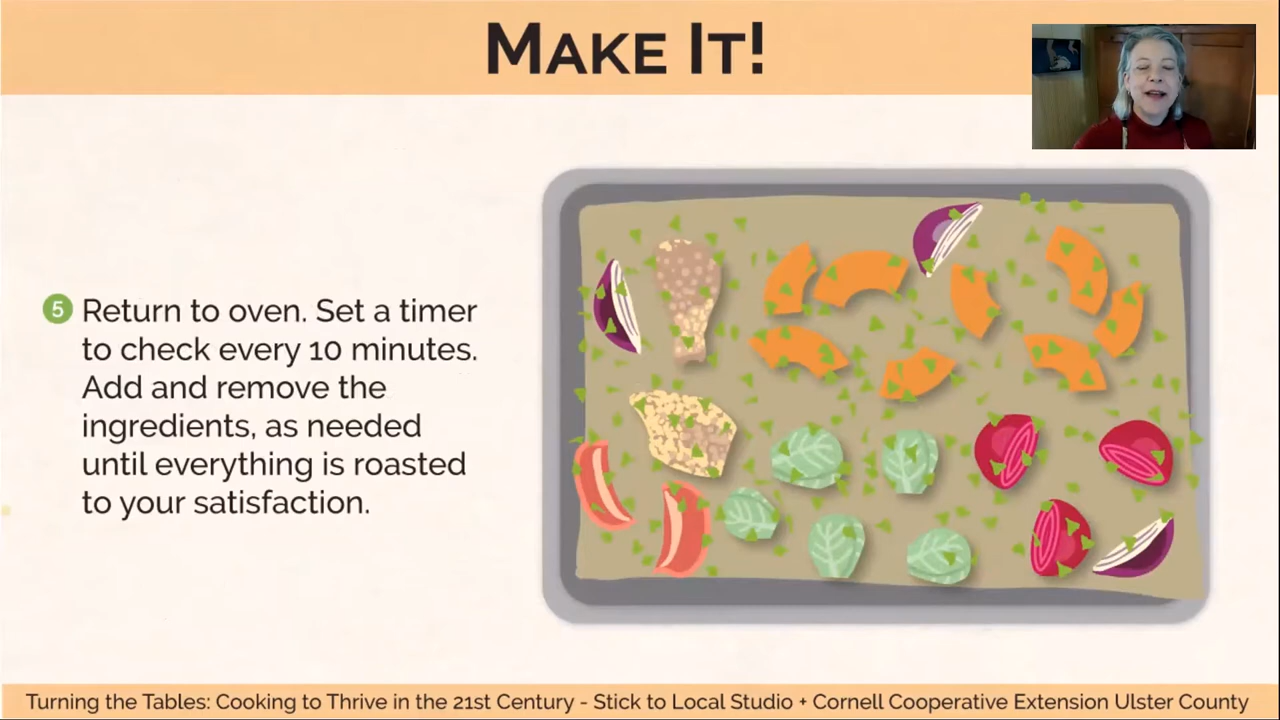 MAKE IT!
5 Return to oven. Set a timer
to check every 10 minutes.
Add and remove the
ingredients, as needed
until everything is roasted
to your satisfaction.
Turning the Tables: Cooking to Thrive in the 21st Century - Stick to Local Studio + Cornell Cooperative Extension Ulster County